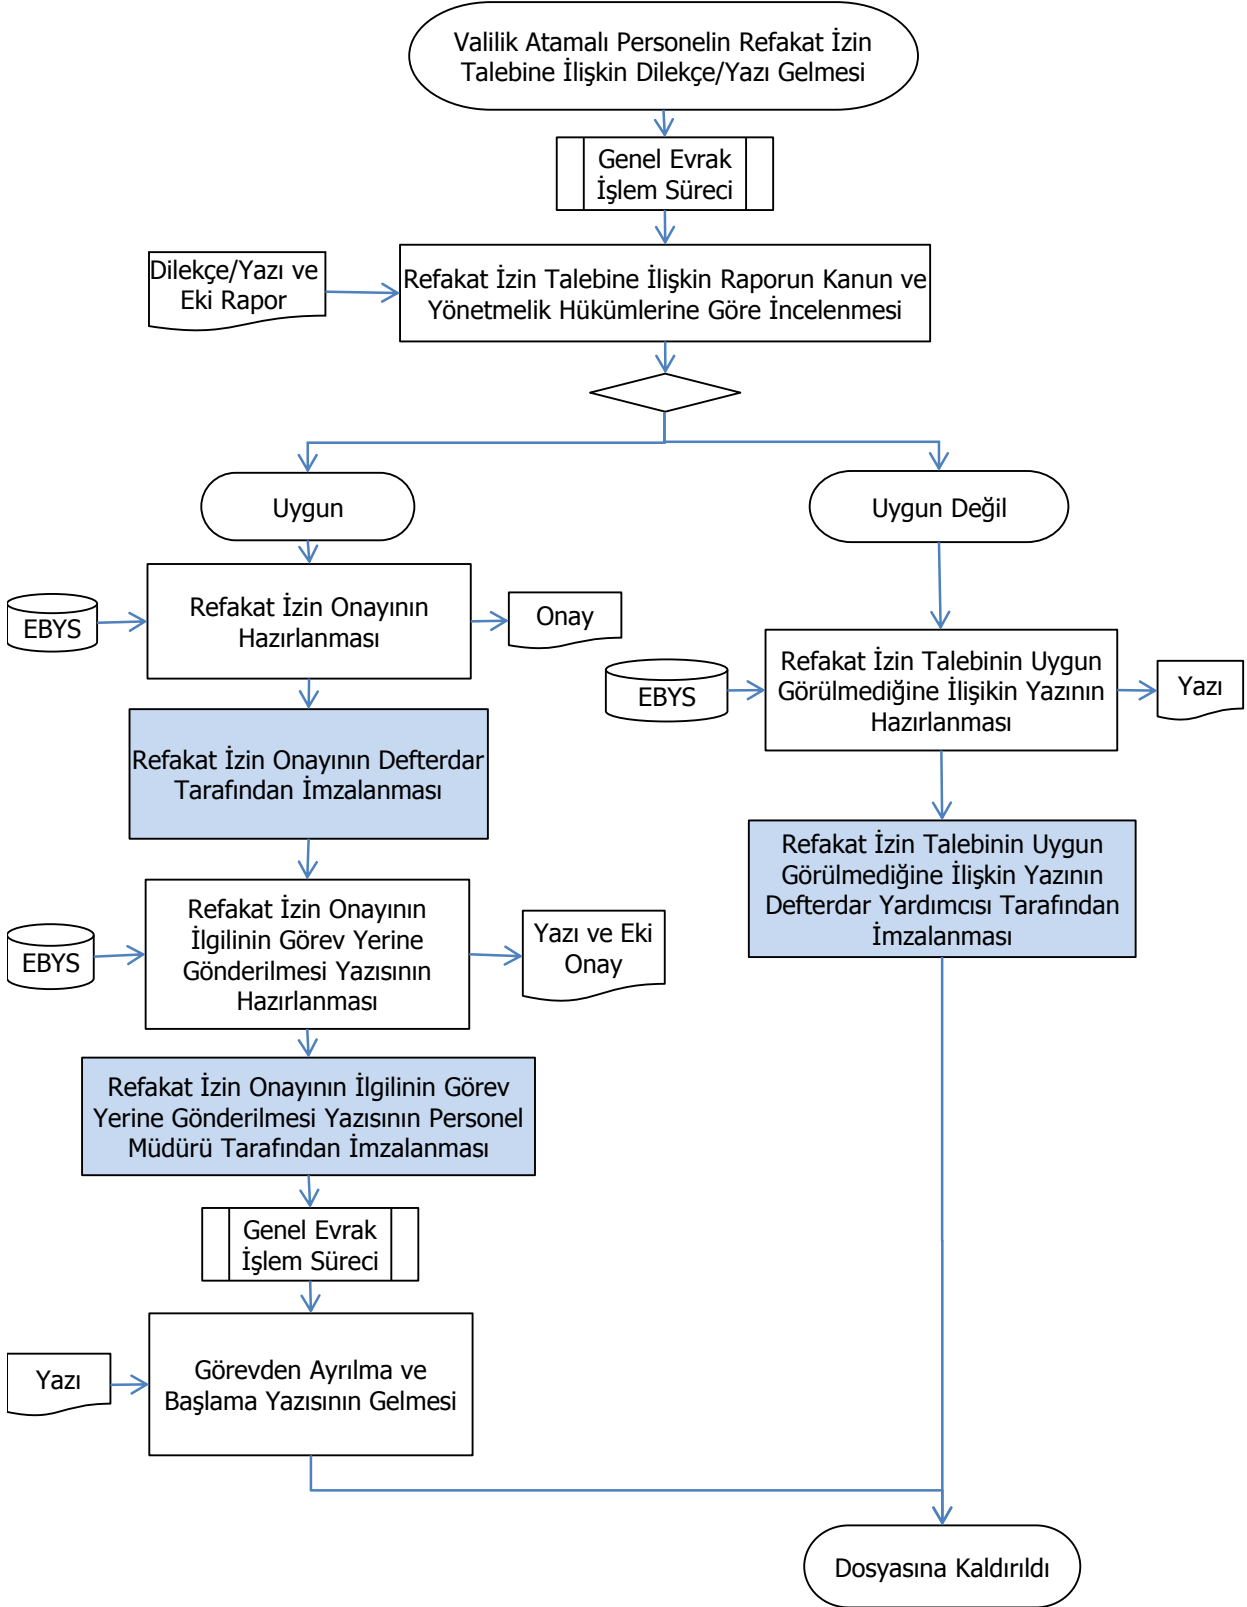 Valilik Atamalı Personelin Refakat İzin
Talebine İlişkin Dilekçe/Yazı Gelmesi
Genel Evrak
İşlem Süreci
Dilekçe/Yazı ve
Eki Rapor
Refakat İzin Talebine İlişkin Raporun Kanun ve
Yönetmelik Hükümlerine Göre İncelenmesi
Uygun
Uygun Değil
EBYS
Refakat İzin Onayının
Hazırlanması
Onay
EBYS
Refakat İzin Talebinin Uygun
Görülmediğine İlişikin Yazının
Hazırlanması
Yazı
Refakat İzin Onayının Defterdar
Tarafından İmzalanması
Refakat İzin Talebinin Uygun
Görülmediğine İlişkin Yazının
Defterdar Yardımcısı Tarafından
İmzalanması
EBYS
Refakat İzin Onayının
İlgilinin Görev Yerine
Gönderilmesi Yazısının
Hazırlanması
Yazı ve Eki
Onay
Refakat İzin Onayının İlgilinin Görev
Yerine Gönderilmesi Yazısının Personel
Müdürü Tarafından İmzalanması
Genel Evrak
İşlem Süreci
Yazı
Görevden Ayrılma ve
Başlama Yazısının Gelmesi
Dosyasına Kaldırıldı